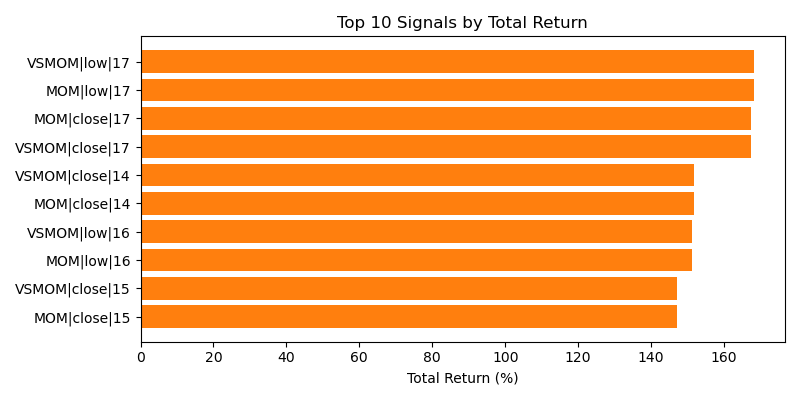 Top 10 Signals by Total Return
VSMOM|low|17
MOM|low|17
MOM|close|17
VSMOM|close|17
VSMOM|close|14
MOM|close|14
VSMOM|low|16
MOM|low|16
VSMOM|close|15
MOM|close|15
0 20 40 60 80 100 120 140 160
Total Return (%)